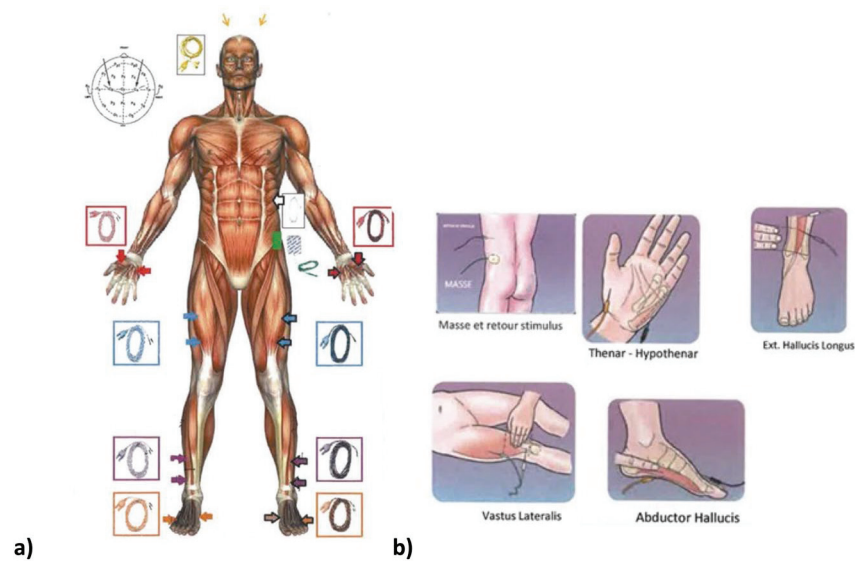 MASSE
Masse et retour stimulus
Thenar - Hypothenar
Ext. Hallucis Longus
Vastus Lateralis
Abductor Hallucis
a)
b)